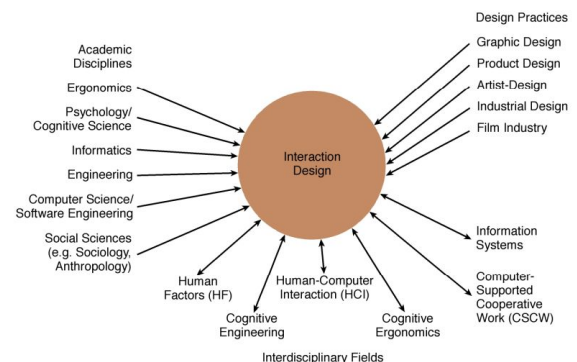 Academic
Disciplines
Ergonomics
Psychology/
Cognitive Science
Informatics
Engineering
Computer Science/
Software Engineering
Social Sciences
(e.g. Sociology,
Anthropology)
Interaction
Design
Design Practices
Graphic Design
Product Design
Artist-Design
Industrial Design
Film Industry
Information
Systems
Computer-
Supported
Cooperative
Work (CSCW)
Human
Factors (HF)
Human-Computer
Interaction (HCI)
Cognitive
Engineering
Cognitive
Ergonomics
Interdisciplinary Fields